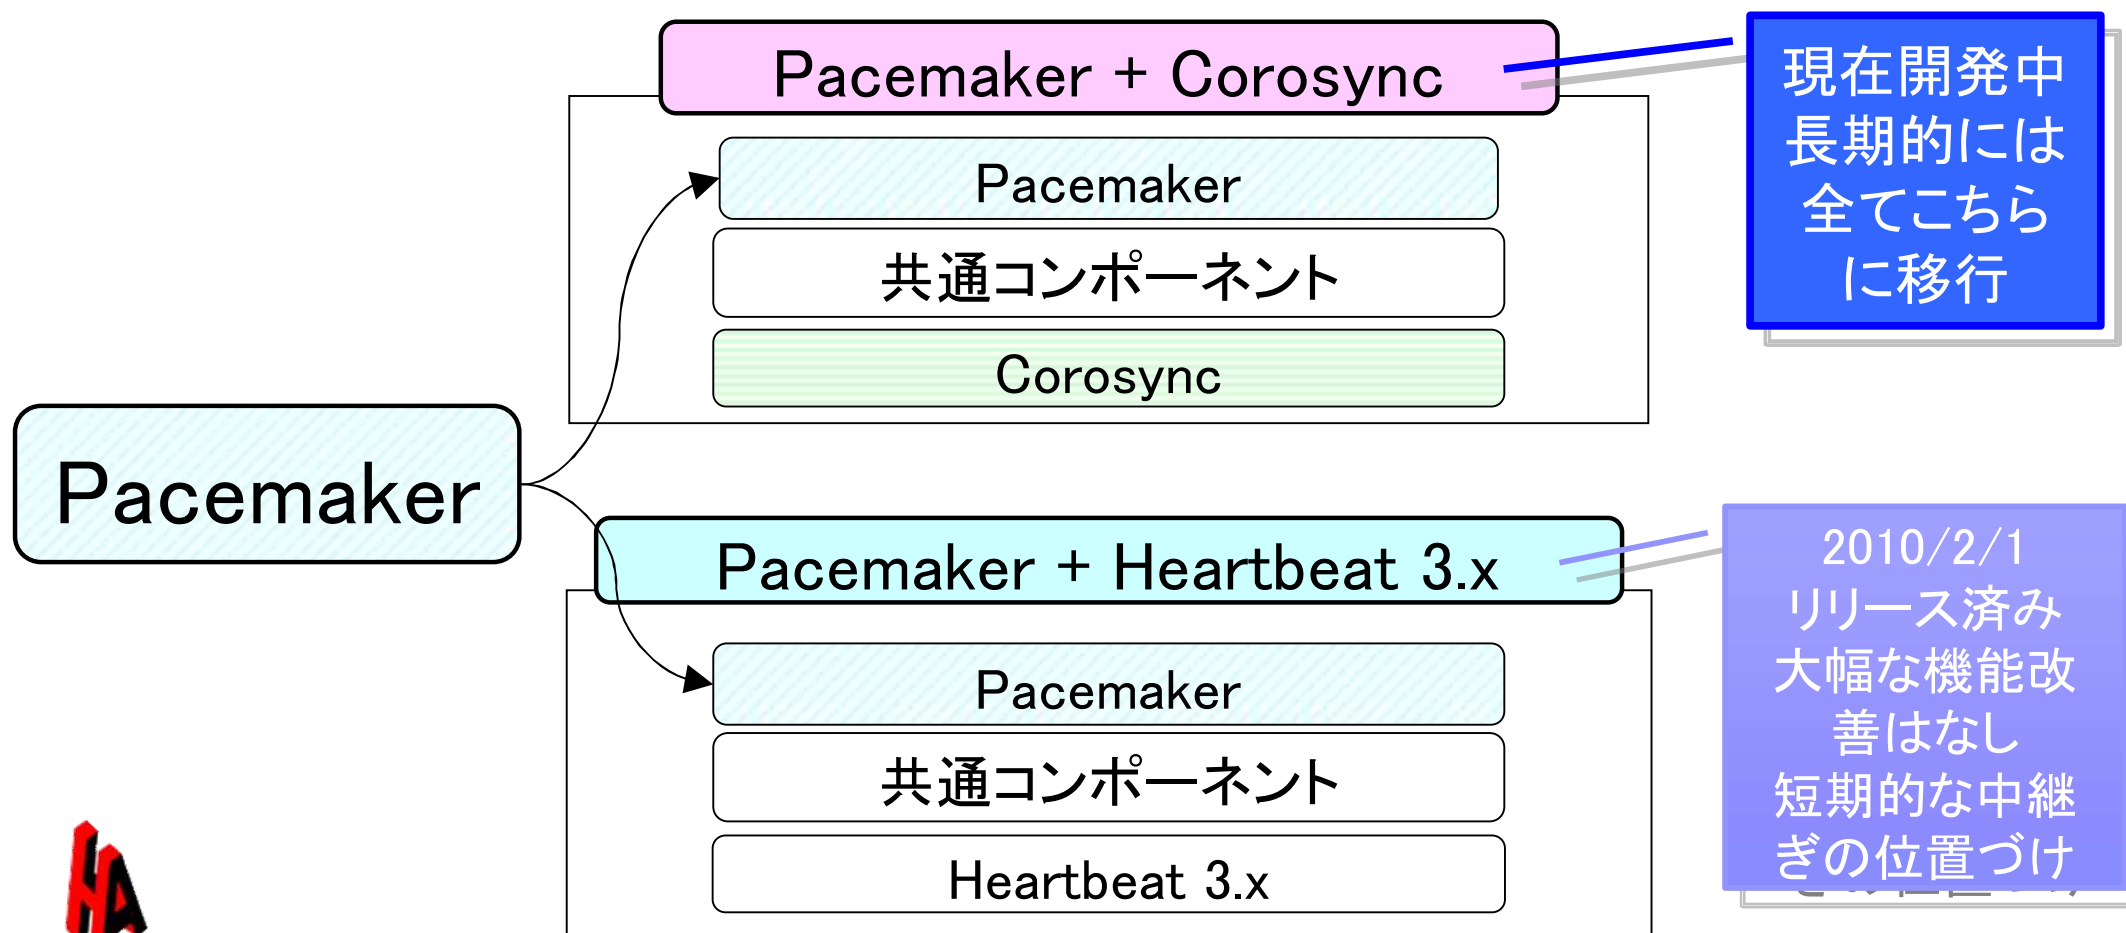 Pacemaker + Corosync
現在開発中
長期的には
全てこちら
に移行
Pacemaker
共通コンポーネント
Corosync
Pacemaker
Pacemaker + Heartbeat 3.x
2010/2/1
リリース済み
大幅な機能改
善はなし
短期的な中継
ぎの位置づけ
Pacemaker
共通コンポーネント
Heartbeat 3.x
HA